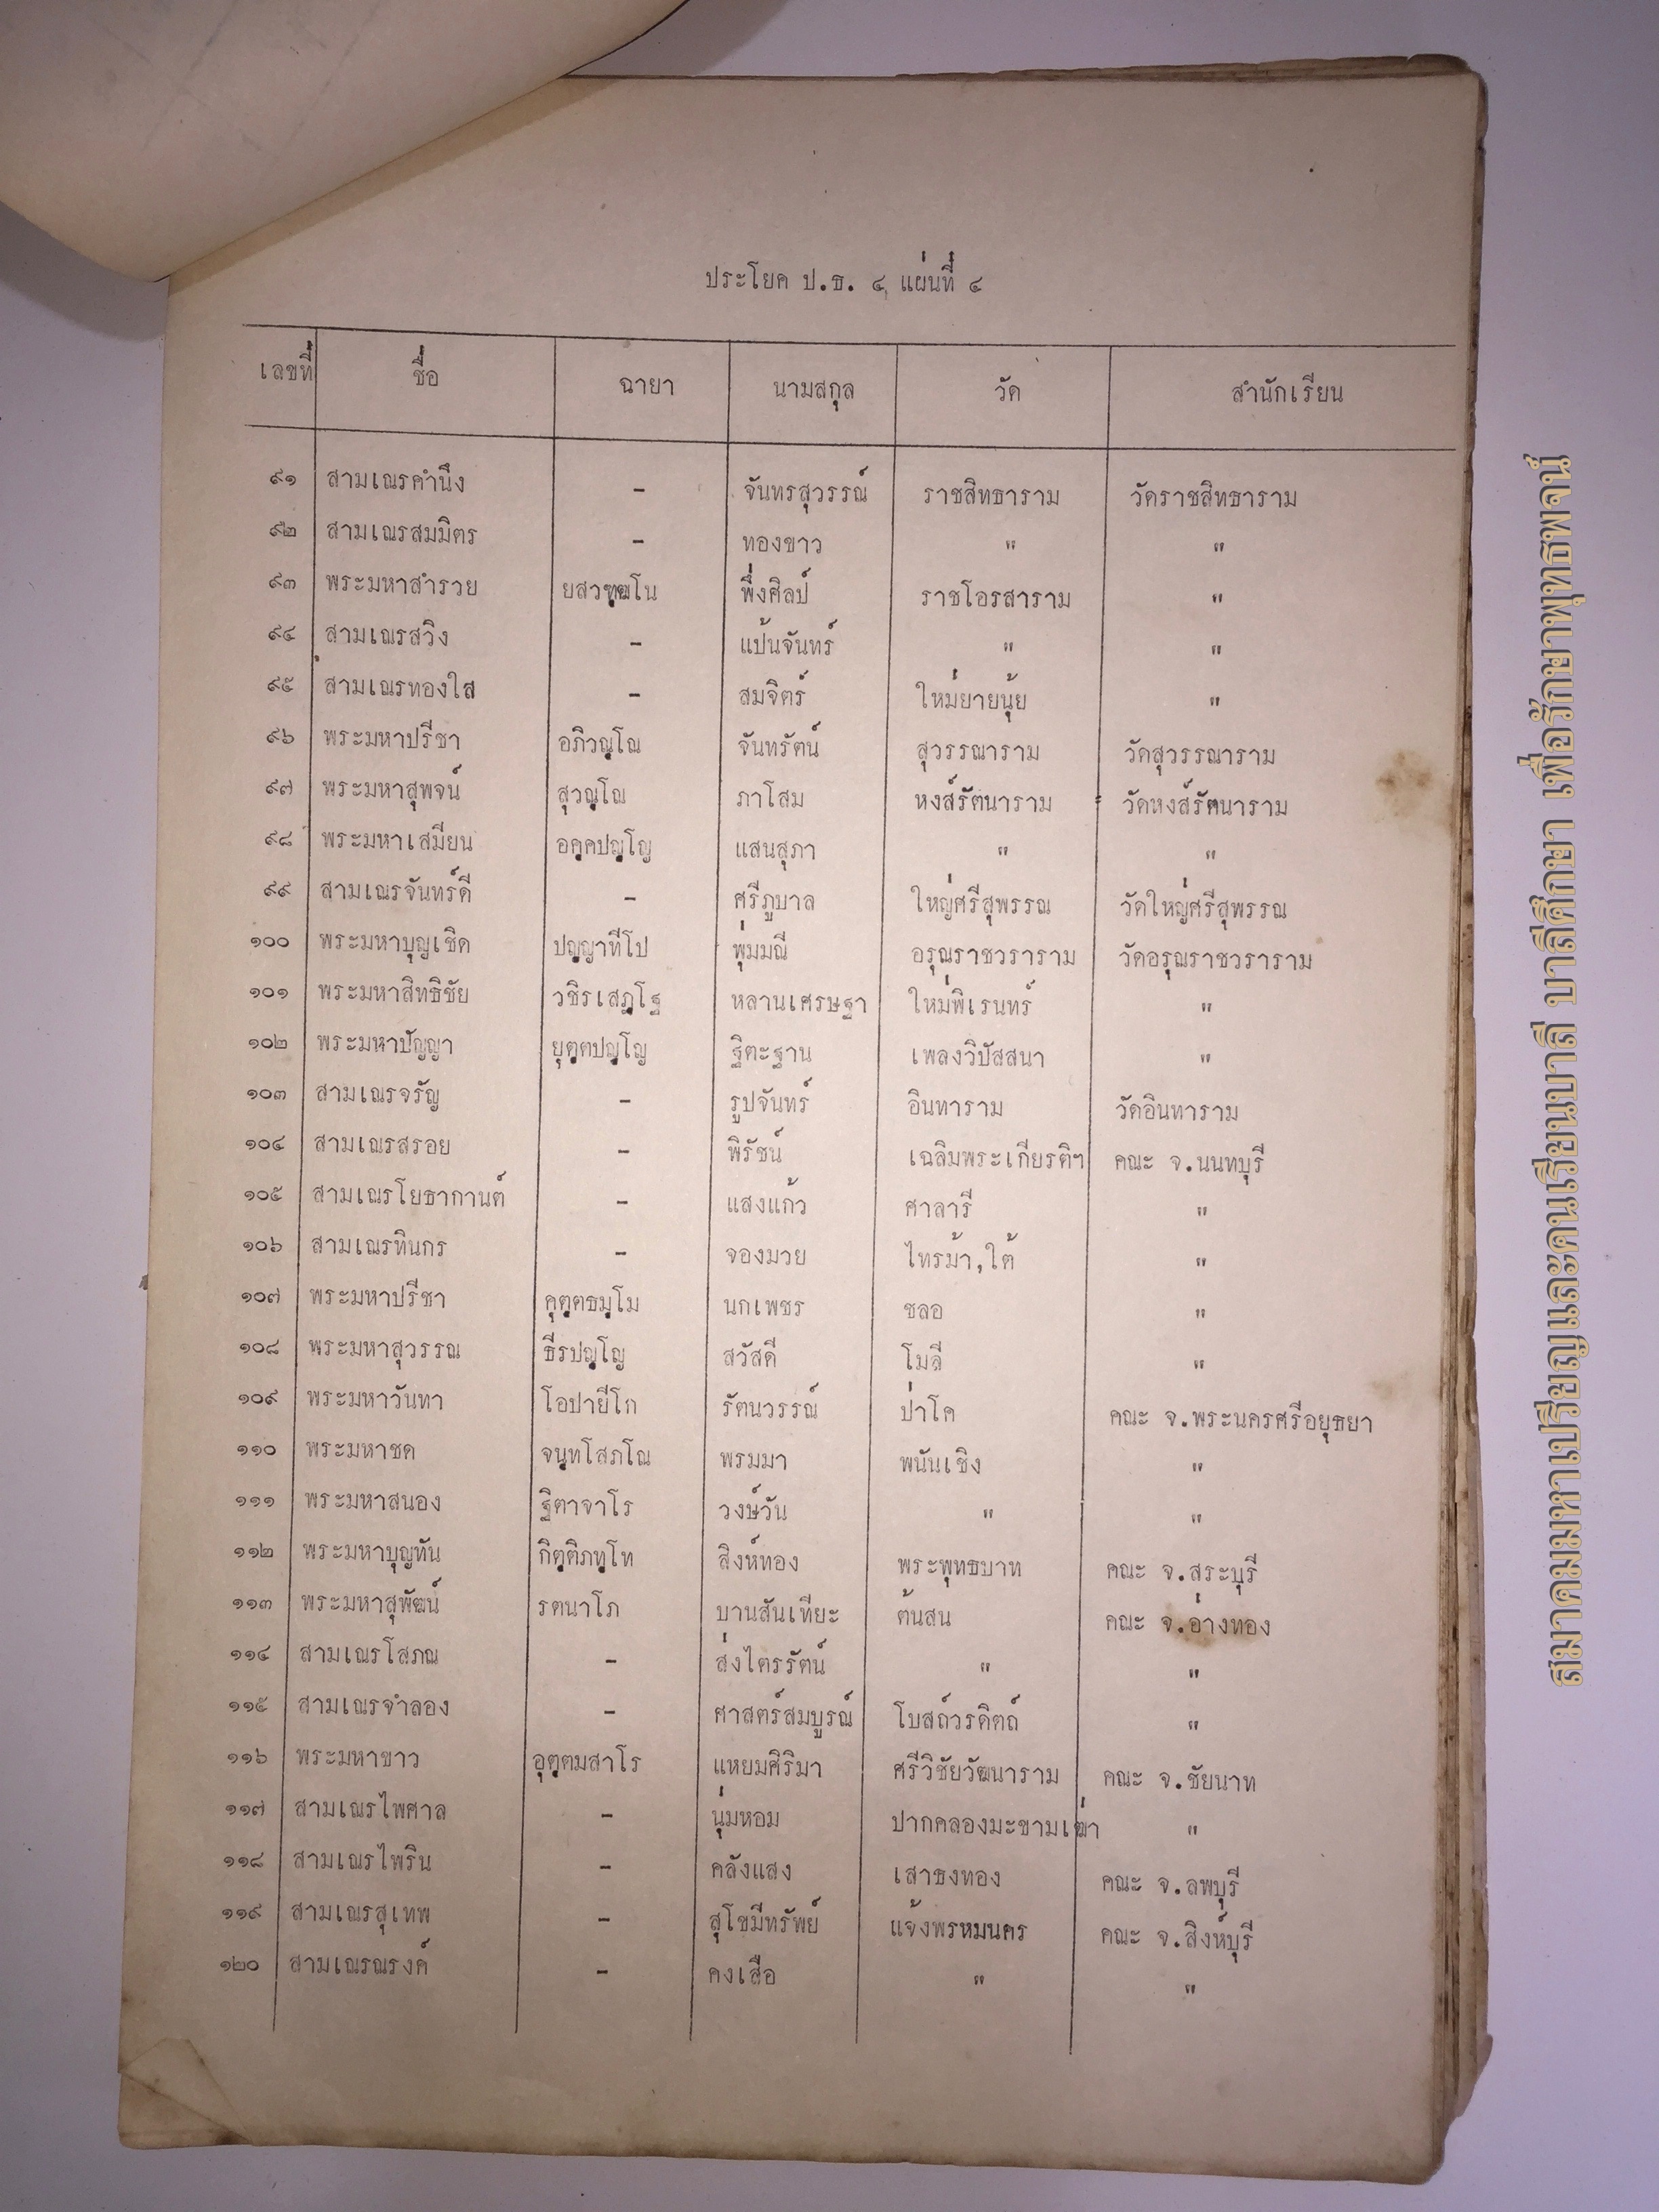 ประโยค ป.ธ. ๔ แผ่นที่ ๔
เลขที่ ชื่อ ฉายา นามสกุล วัด สำนักเรียน
๙๑ สามเณรคำนึง - จันทรสุวรรณ์ ราชสิทธาราม วัดราชสิทธาราม
๙๒ สามเณรสมมิตร - ทองขาว " "
๙๓ พระมหาสำรวย พึ่งศิลป์ ราชโอรสาราม "
๙๔ สามเณรสวิง - แป้นจันทร์ " "
๙๕ สามเณรทองใส - สมจิตร์ ใหม่ยายนุ้ย "
๙๖ พระมหาปรีชา อภิวณฺโณ จันทรัตน์ สุวรรณาราม วัดสุวรรณาราม
๙๗ พระมหาสุพจน์ สุวณฺโณ ภาโสม หงส์รัตนาราม วัดหงส์รัตนาราม
๙๘ พระมหาเสมียน อคฺคปญฺโญ แสนสุภา " "
๙๙ สามเณรจันทร์ดี - ศรีภูบาล ใหญ่ศรีสุพรรณ วัดใหญ่ศรีสุพรรณ
๑๐๐ พระมหาบุญเชิด ปญฺญาทีโป พุ่มมณี อรุณราชวราราม วัดอรุณราชวราราม
๑๐๑ พระมหาสิทธิชัย วชิรเสฏฺโฐ หลานเศรษฐา ใหม่พิเรนทร์ "
๑๐๒ พระมหาปัญญา ยุตฺตปญฺโญ ฐิตะฐาน เพลงวิปัสสนา "
๑๐๓ สามเณรจรัญ - รูปจันทร์ อินทาราม วัดอินทาราม
๑๐๔ สามเณรสรอย - พิรัชน์ เฉลิมพระเกียรติฯ คณะ จ.นนทบุรี
๑๐๕ สามเณรโยธากานต์ - แสงแก้ว ศาลารี "
๑๐๖ สามเณรทินกร - จองมวย ไทรม้า,ใต้ "
๑๐๗ พระมหาปรีชา คุตฺตธมฺโม นกเพชร ชลอ "
๑๐๘ พระมหาสุวรรณ ธีรปญฺโญ สวัสดี โมลี "
๑๐๙ พระมหาวันทา โอปายีโก รัตนวรรณ์ ป่าโค คณะ จ.พระนครศรีอยุธยา
๑๑๐ พระมหาชด จนฺทโสภโณ พรมมา พนันเชิง "
๑๑๑ พระมหาสนอง ฐิตาจาโร วงษ์วัน " "
๑๑๒ พระมหาบุญทัน กิตฺติภทฺโท สิงห์ทอง พระพุทธบาท คณะ จ.สระบุรี
๑๑๓ พระมหาสุพัฒน์ รตนาโภ บานสันเทียะ ต้นสน คณะ จ.อ่างทอง
๑๑๔ สามเณรโสภณ - ส่งไตรรัตน์ " "
๑๑๕ สามเณรจำลอง - ศาสตร์สมบูรณ์ โบสถ์วรดิตถ์ "
๑๑๖ พระมหาขาว อุตฺตมสาโร แหยมศิริมา ศรีวิชัยวัฒนาราม คณะ จ.ชัยนาท
๑๑๗ สามเณรไพศาล - นุ่มหอม ปากคลองมะขามเฒ่า "
๑๑๘ สามเณรไพริน - คลังแสง เสาธงทอง คณะ จ.ลพบุรี
๑๑๙ สามเณรสุเทพ - สุโขมีทรัพย์ แจ้งพรหมนคร คณะ จ.สิงห์บุรี
๑๒๐ สามเณรณรงค์ - คงเสือ " "
สมาคมมหาเปรียญและคนเรียนบาลี บาลีศึกษา เพื่อรักษาพุทธพจน์